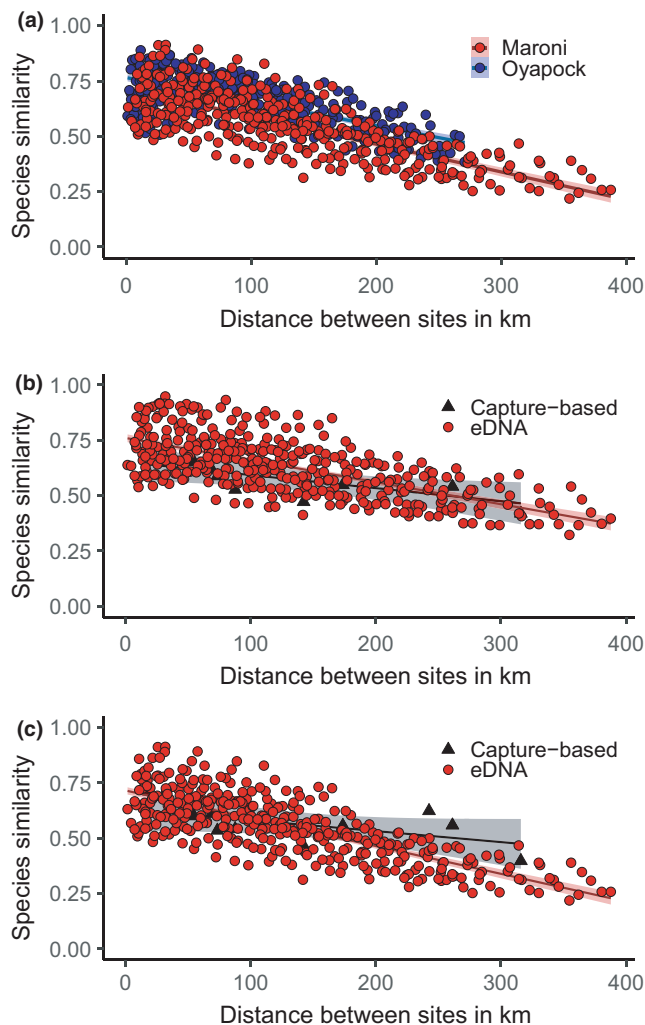 (a)
1.00
0.75
0.50
0.25
0.00
Species similarity
Maroni
Oyapock
0 100 200 300 400
Distance between sites in km
(b)
1.00
0.75
0.50
0.25
0.00
Species similarity
Capture−based
eDNA
0 100 200 300 400
Distance between sites in km
(c)
1.00
0.75
0.50
0.25
0.00
Species similarity
Capture−based
eDNA
0 100 200 300 400
Distance between sites in km